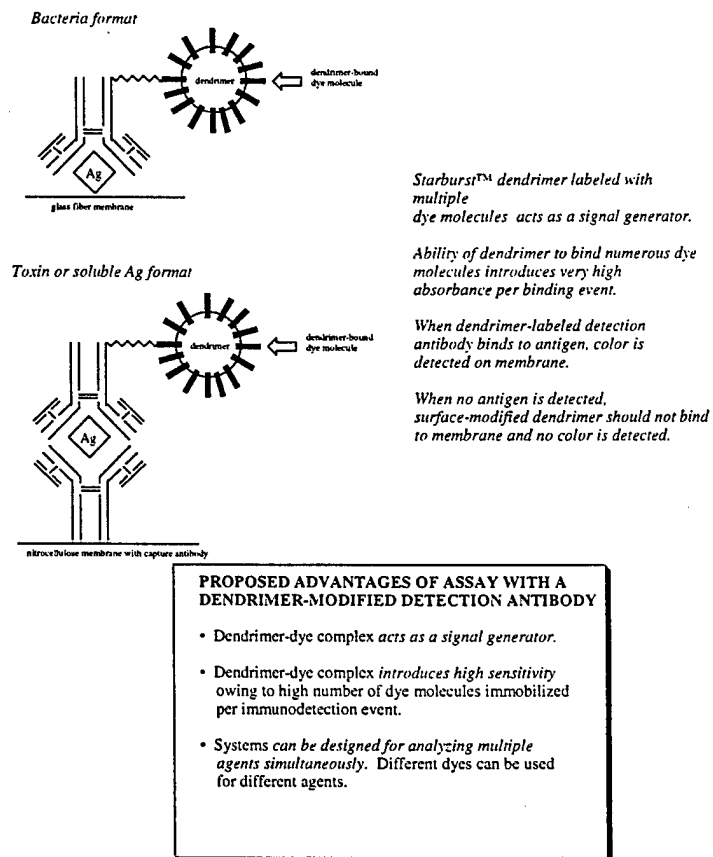 Bacteria format
dendrimer
dendrimer-bound
dye molecule
Ag
glass fiber membrane
Starburst™ dendrimer labeled with
multiple
dye molecules acts as a signal generator.
Ability of dendrimer to bind numerous dye
molecules introduces very high
absorbance per binding event.
When dendrimer-labeled detection
antibody binds to antigen, color is
detected on membrane.
When no antigen is detected,
surface-modified dendrimer should not bind
to membrane and no color is detected.
Toxin or soluble Ag format
dendrimer
dendrimer-bound
dye molecule
Ag
nitrocellulose membrane with capture antibody
PROPOSED ADVANTAGES OF ASSAY WITH A
DENDRIMER-MODIFIED DETECTION ANTIBODY
• Dendrimer-dye complex acts as a signal generator.
• Dendrimer-dye complex introduces high sensitivity
owing to high number of dye molecules immobilized
per immunodetection event.
• Systems can be designed for analyzing multiple
agents simultaneously. Different dyes can be used
for different agents.